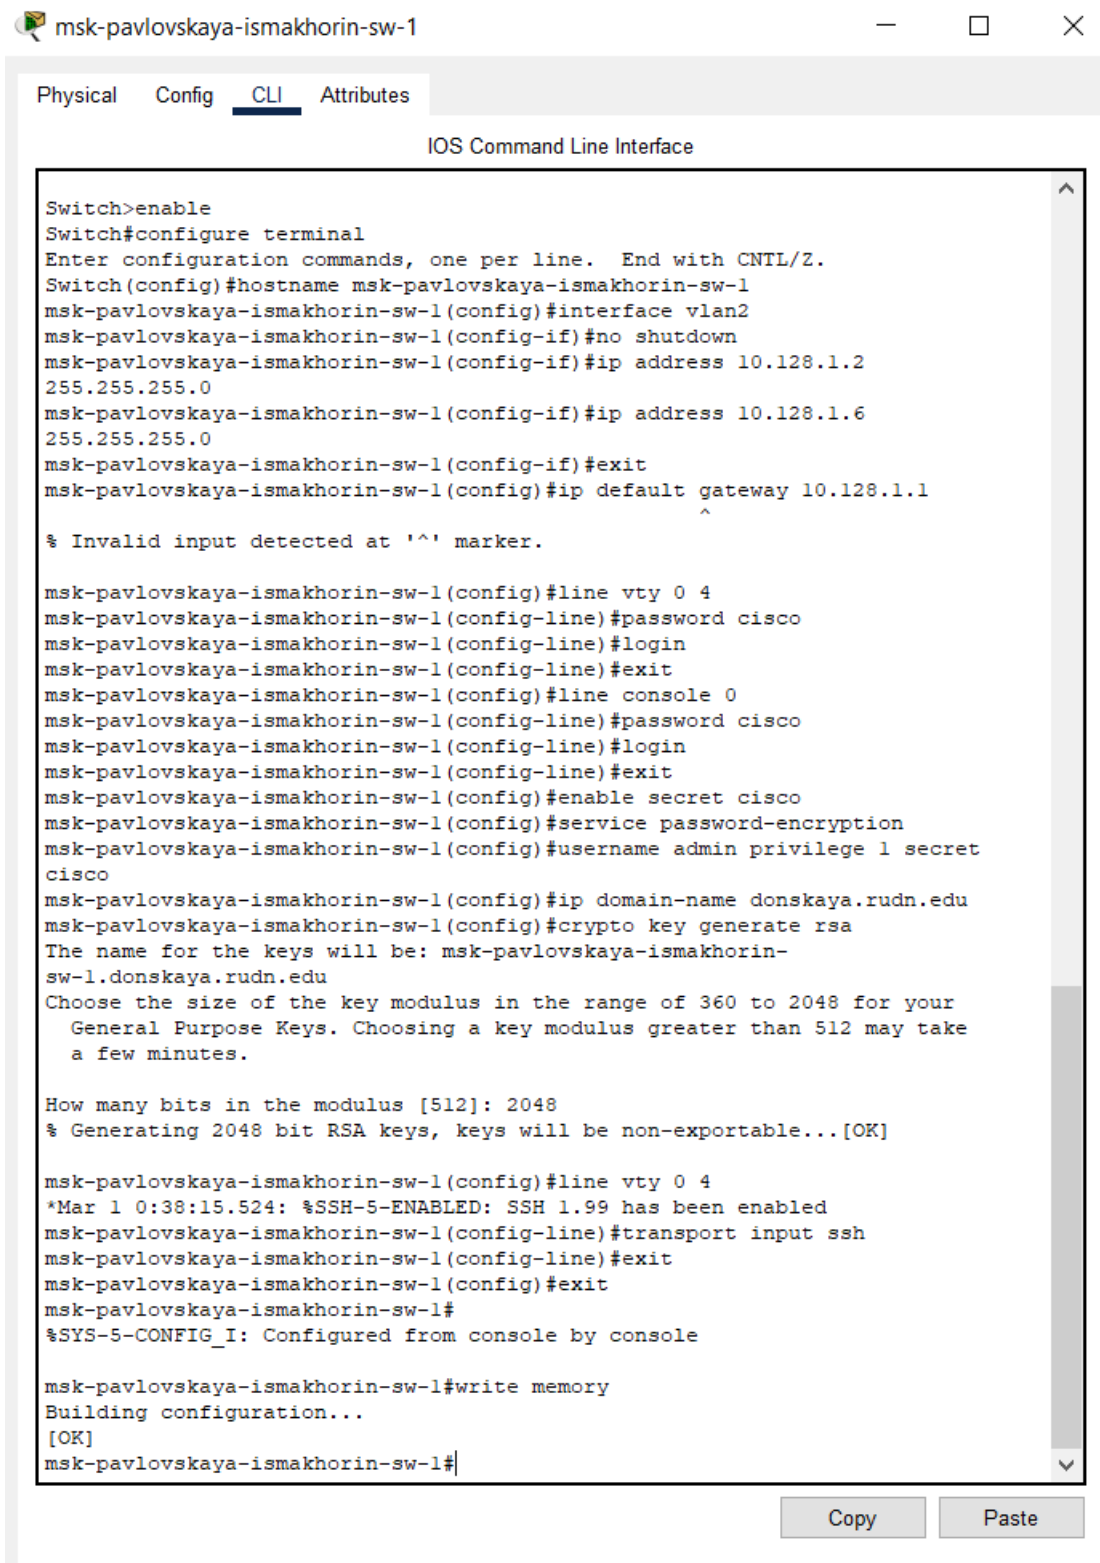 msk-pavlovskaya-ismakhorin-sw-1
Physical Config CLI Attributes
IOS Command Line Interface
Switch>enable
Switch#configure terminal
Enter configuration commands, one per line.  End with CNTL/Z.
Switch(config)#hostname msk-pavlovskaya-ismakhorin-sw-1
msk-pavlovskaya-ismakhorin-sw-1(config)#interface vlan2
msk-pavlovskaya-ismakhorin-sw-1(config-if)#no shutdown
msk-pavlovskaya-ismakhorin-sw-1(config-if)#ip address 10.128.1.2
255.255.255.0
msk-pavlovskaya-ismakhorin-sw-1(config-if)#ip address 10.128.1.6
255.255.255.0
msk-pavlovskaya-ismakhorin-sw-1(config-if)#exit
msk-pavlovskaya-ismakhorin-sw-1(config)#ip default gateway 10.128.1.1
^
% Invalid input detected at '^' marker.
msk-pavlovskaya-ismakhorin-sw-1(config)#line vty 0 4
msk-pavlovskaya-ismakhorin-sw-1(config-line)#password cisco
msk-pavlovskaya-ismakhorin-sw-1(config-line)#login
msk-pavlovskaya-ismakhorin-sw-1(config-line)#exit
msk-pavlovskaya-ismakhorin-sw-1(config)#line console 0
msk-pavlovskaya-ismakhorin-sw-1(config-line)#password cisco
msk-pavlovskaya-ismakhorin-sw-1(config-line)#login
msk-pavlovskaya-ismakhorin-sw-1(config-line)#exit
msk-pavlovskaya-ismakhorin-sw-1(config)#enable secret cisco
msk-pavlovskaya-ismakhorin-sw-1(config)#service password-encryption
msk-pavlovskaya-ismakhorin-sw-1(config)#username admin privilege 1 secret
cisco
msk-pavlovskaya-ismakhorin-sw-1(config)#ip domain-name donskaya.rudn.edu
msk-pavlovskaya-ismakhorin-sw-1(config)#crypto key generate rsa
The name for the keys will be: msk-pavlovskaya-ismakhorin-
sw-1.donskaya.rudn.edu
Choose the size of the key modulus in the range of 360 to 2048 for your
General Purpose Keys. Choosing a key modulus greater than 512 may take
a few minutes.
How many bits in the modulus [512]: 2048
% Generating 2048 bit RSA keys, keys will be non-exportable...[OK]
msk-pavlovskaya-ismakhorin-sw-1(config)#line vty 0 4
*Mar 1 0:38:15.524: %SSH-5-ENABLED: SSH 1.99 has been enabled
msk-pavlovskaya-ismakhorin-sw-1(config-line)#transport input ssh
msk-pavlovskaya-ismakhorin-sw-1(config-line)#exit
msk-pavlovskaya-ismakhorin-sw-1(config)#exit
msk-pavlovskaya-ismakhorin-sw-1#
%SYS-5-CONFIG_I: Configured from console by console
msk-pavlovskaya-ismakhorin-sw-1#write memory
Building configuration...
[OK]
msk-pavlovskaya-ismakhorin-sw-1#
Copy Paste